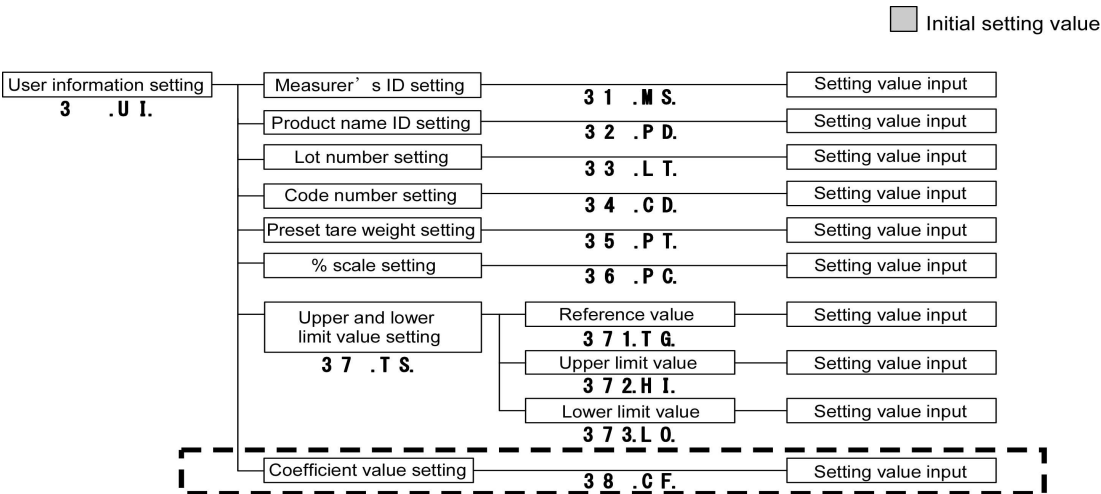 Initial setting value
User information setting
3 .U I.
Measurer’s ID setting
3 1 .M S.
Setting value input
Product name ID setting
3 2 .P D.
Setting value input
Lot number setting
3 3 .L T.
Setting value input
Code number setting
3 4 .C D.
Setting value input
Preset tare weight setting
3 5 .P T.
Setting value input
% scale setting
3 6 .P C.
Setting value input
Upper and lower
limit value setting
3 7 .T S.
Reference value
3 7 1.T G.
Setting value input
Upper limit value
3 7 2.H I.
Setting value input
Lower limit value
3 7 3.L O.
Setting value input
Coefficient value setting
3 8 .C F.
Setting value input